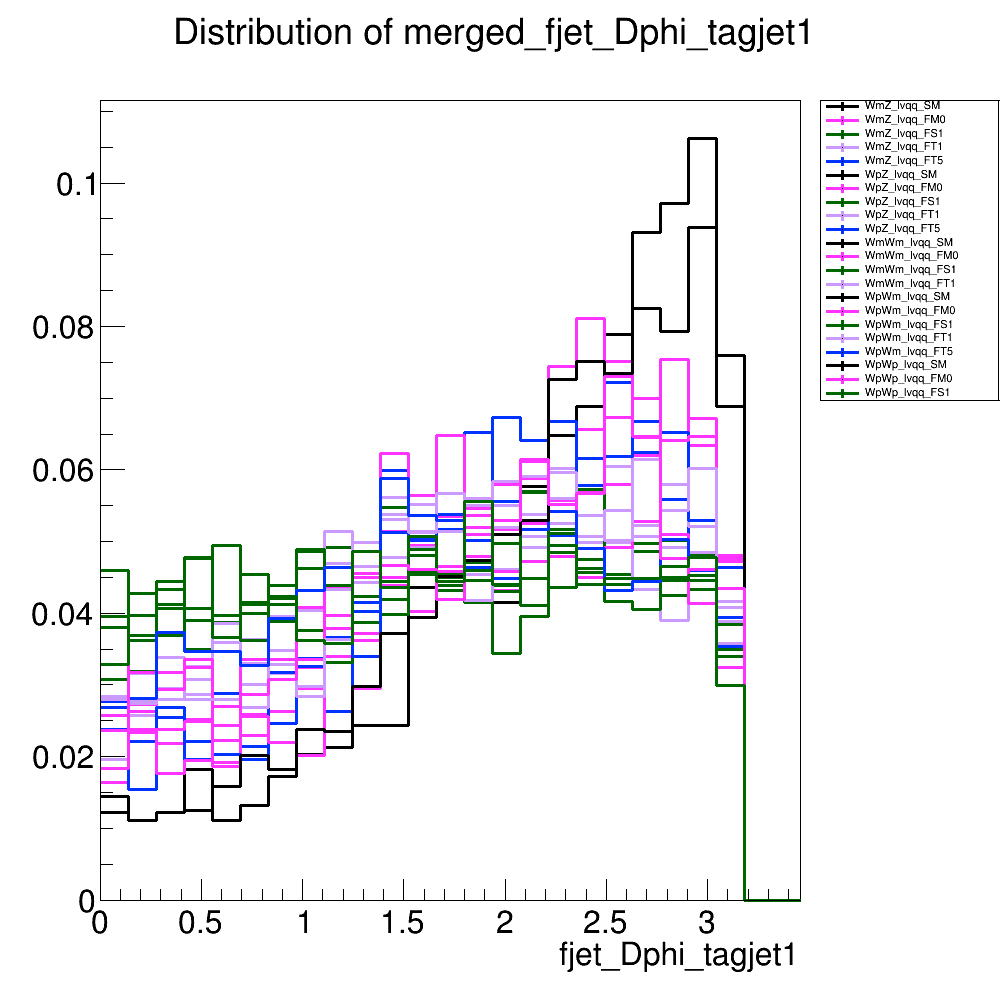 Distribution of merged_fjet_Dphi_tagjet1
WmZ_lvqq_SM
WmZ_lvqq_FM0
WmZ_lvqq_FS1
WmZ_lvqq_FT1
WmZ_lvqq_FT5
WpZ_lvqq_SM
WpZ_lvqq_FM0
WpZ_lvqq_FS1
WpZ_lvqq_FT1
WpZ_lvqq_FT5
WmWm_lvqq_SM
WmWm_lvqq_FM0
WmWm_lvqq_FS1
WmWm_lvqq_FT1
WpWm_lvqq_SM
WpWm_lvqq_FM0
WpWm_lvqq_FS1
WpWm_lvqq_FT1
WpWm_lvqq_FT5
WpWp_lvqq_SM
WpWp_lvqq_FM0
WpWp_lvqq_FS1
0.1
0.08
0.06
0.04
0.02
0
0 0.5 1 1.5 2 2.5 3
fjet_Dphi_tagjet1